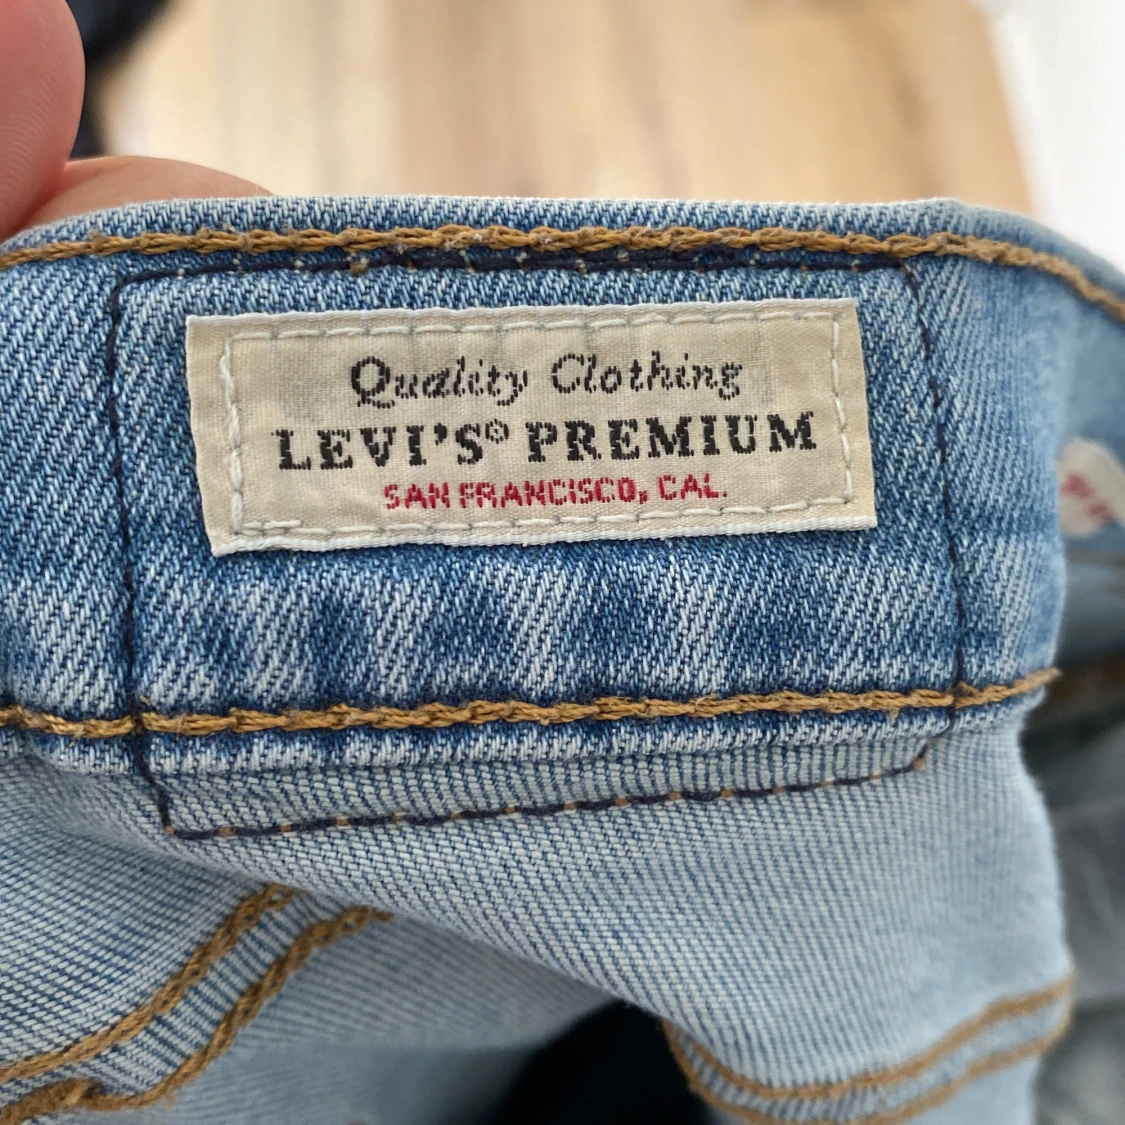 Quality Clothing
LEVI'S® PREMIUM
SAN FRANCISCO, CAL.